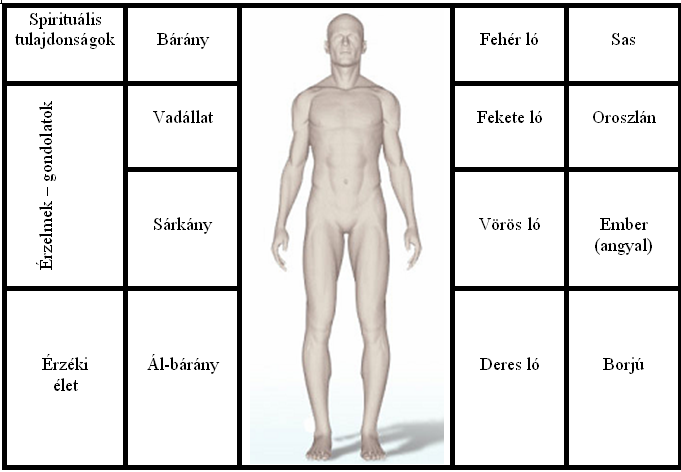 Spirituális
tulajdonságok
Bárány
Fehér ló
Sas
Érzelmek – gondolatok
Vadállat
Fekete ló
Oroszlán
Sárkány
Vörös ló
Ember
(angyal)
Érzéki
élet
Ál-bárány
Deres ló
Borjú